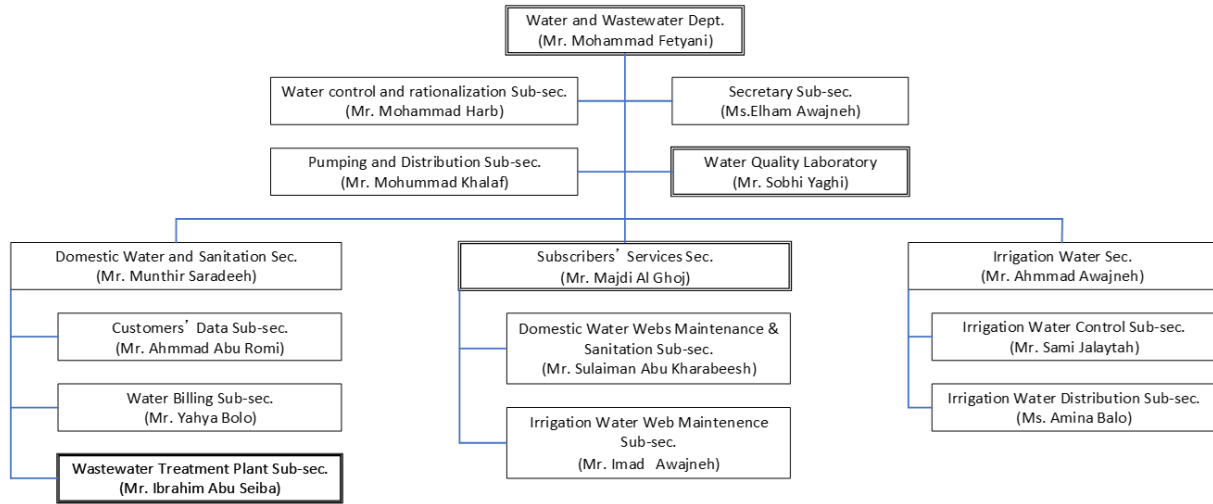 Water and Wastewater Dept.
(Mr. Mohammad Fetyani)
Water control and rationalization Sub-sec.
(Mr. Mohammad Harb)
Secretary Sub-sec.
(Ms.Elham Awajneh)
Pumping and Distribution Sub-sec.
(Mr. Mohummad Khalaf)
Water Quality Laboratory
(Mr. Sobhi Yaghi)
Domestic Water and Sanitation Sec.
(Mr. Munthir Saradeeh)
Customers’ Data Sub-sec.
(Mr. Ahmmad Abu Romi)
Water Billing Sub-sec.
(Mr. Yahya Bolo)
Wastewater Treatment Plant Sub-sec.
(Mr. Ibrahim Abu Seiba)
Subscribers’ Services Sec.
(Mr. Majdi Al Ghoj)
Domestic Water Webs Maintenance &
Sanitation Sub-sec.
(Mr. Sulaiman Abu Kharabeesh)
Irrigation Water Web Maintenence
Sub-sec.
(Mr. Imad Awajneh)
Irrigation Water Sec.
(Mr. Ahmmad Awajneh)
Irrigation Water Control Sub-sec.
(Mr. Sami Jalaytah)
Irrigation Water Distribution Sub-sec.
(Ms. Amina Balo)